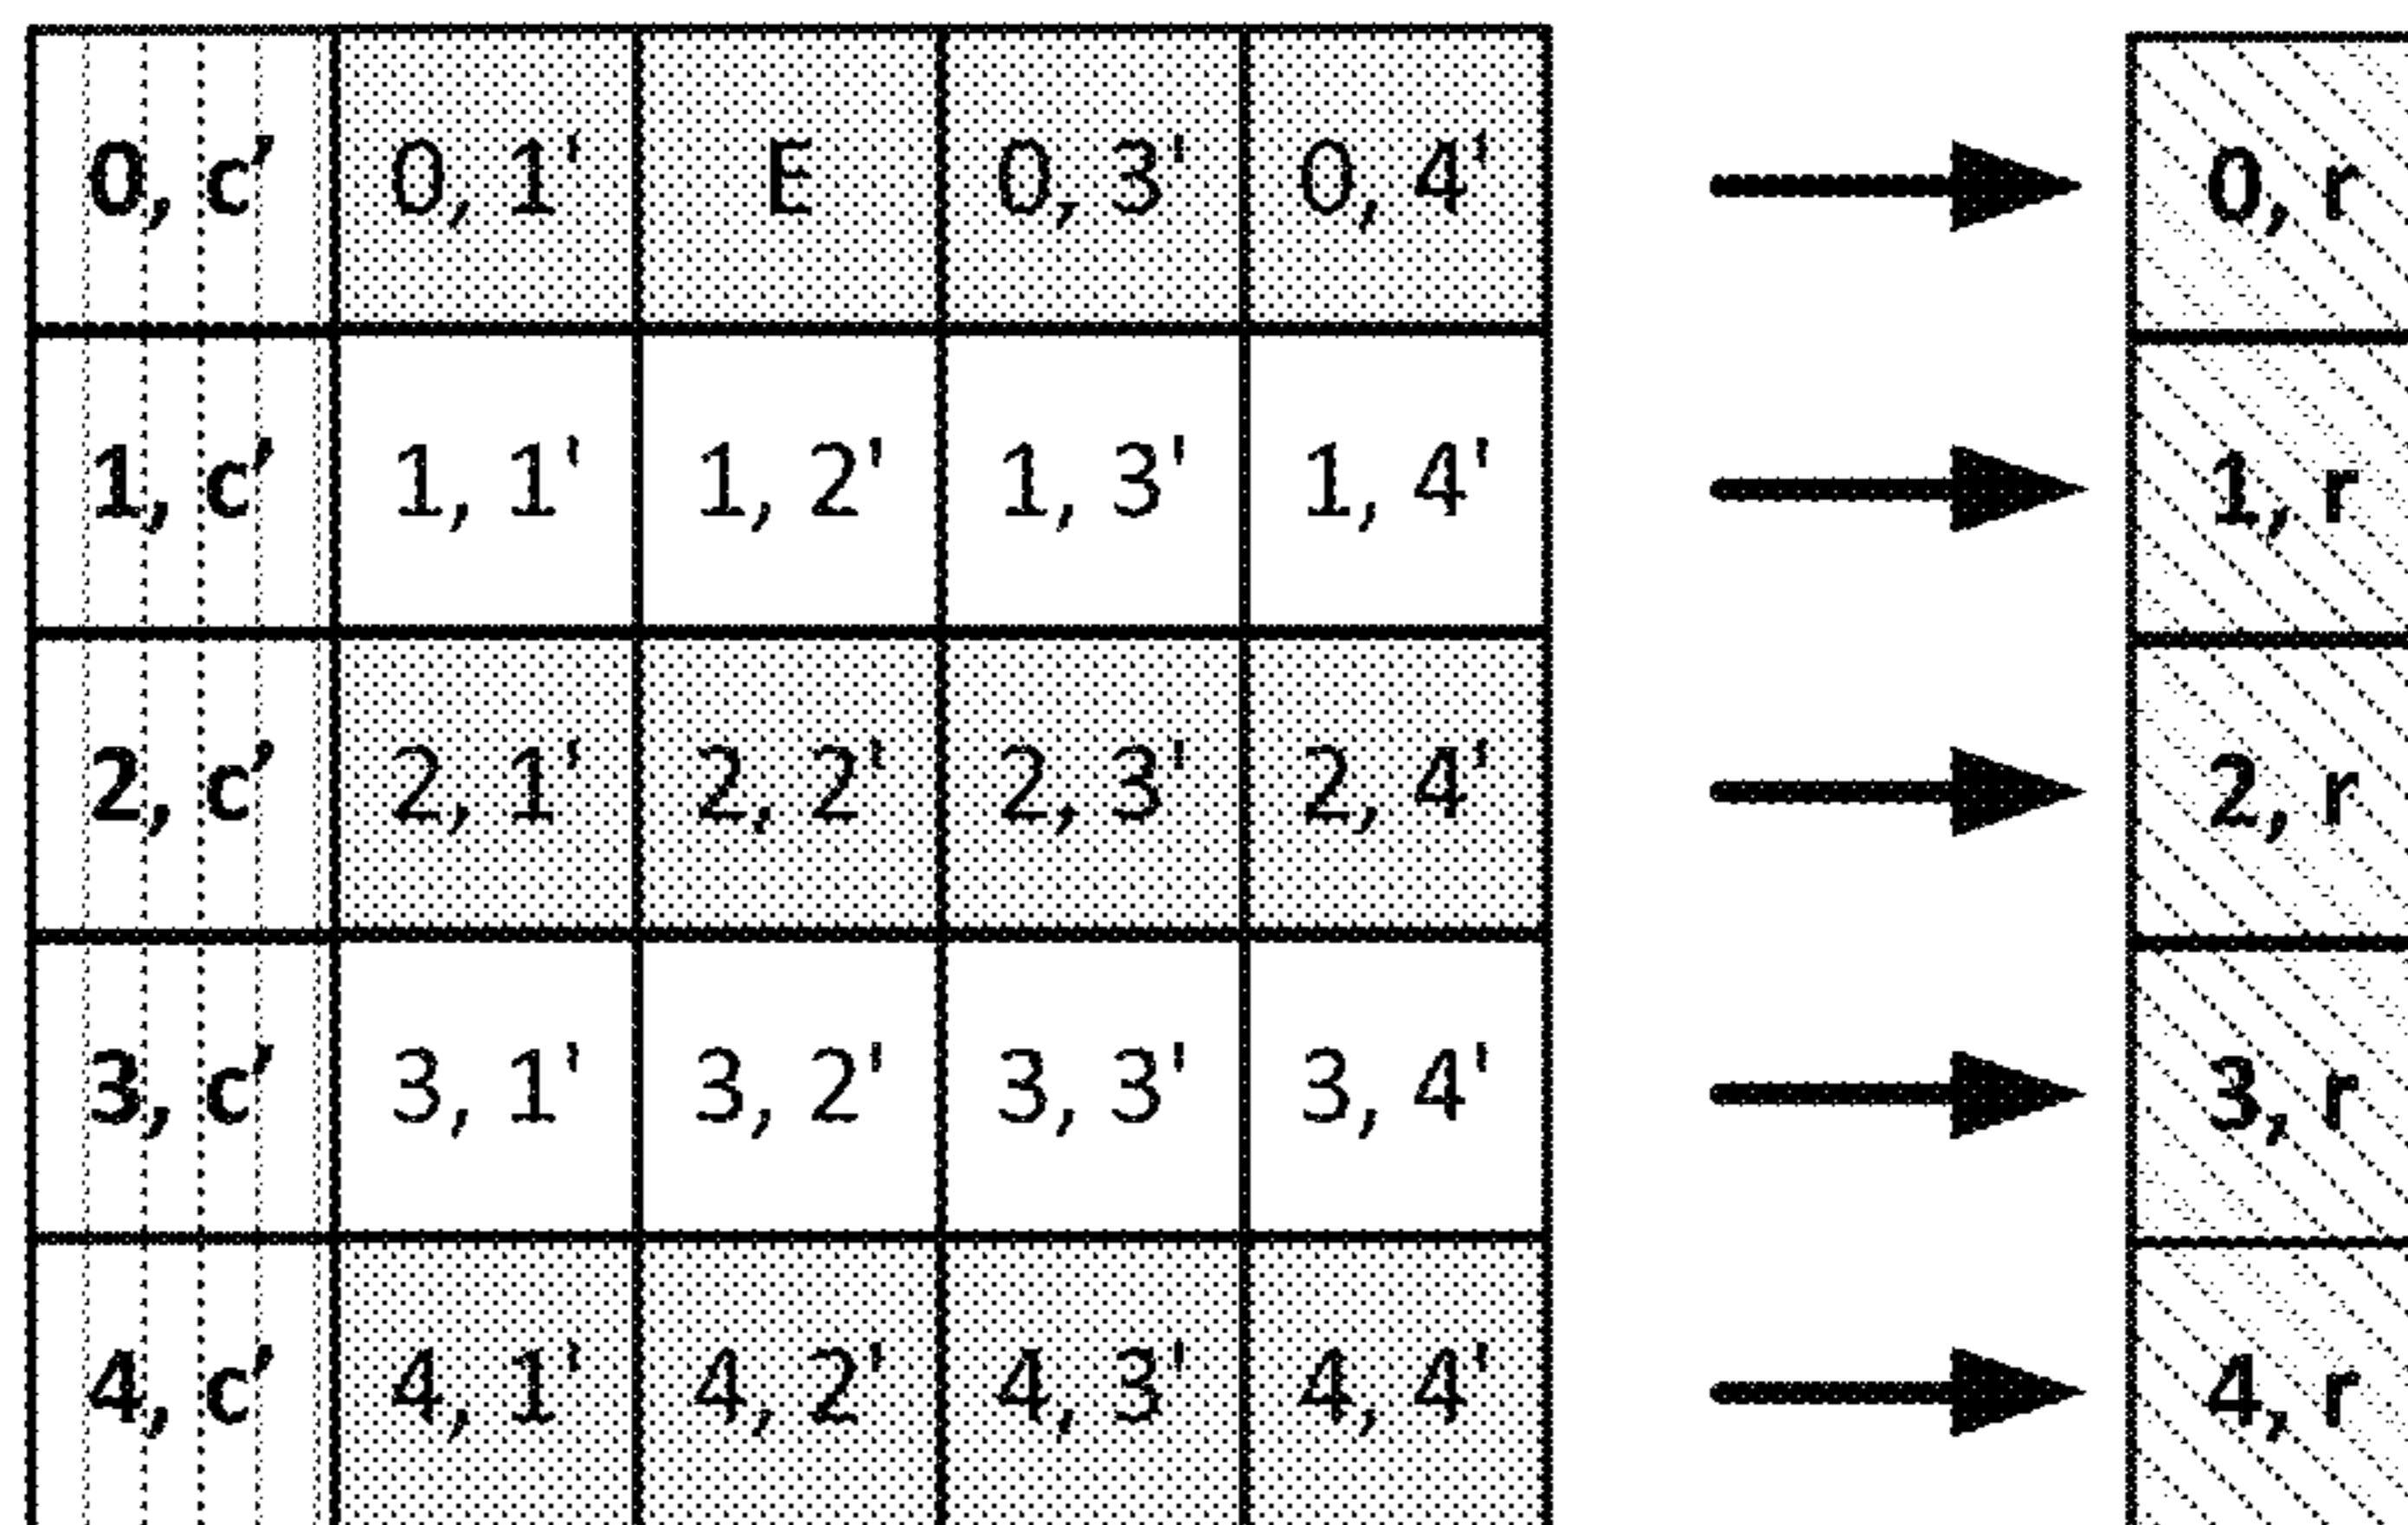 0, c’ 0, 1' E 0, 3' 0, 4' 0, r
1, c’ 1, 1' 1, 2' 1, 3' 1, 4' 1, r
2, c’ 2, 1' 2, 2' 2, 3' 2, 4' 2, r
3, c’ 3, 1' 3, 2' 3, 3' 3, 4' 3, r
4, c’ 4, 1' 4, 2' 4, 3' 4, 4' 4, r